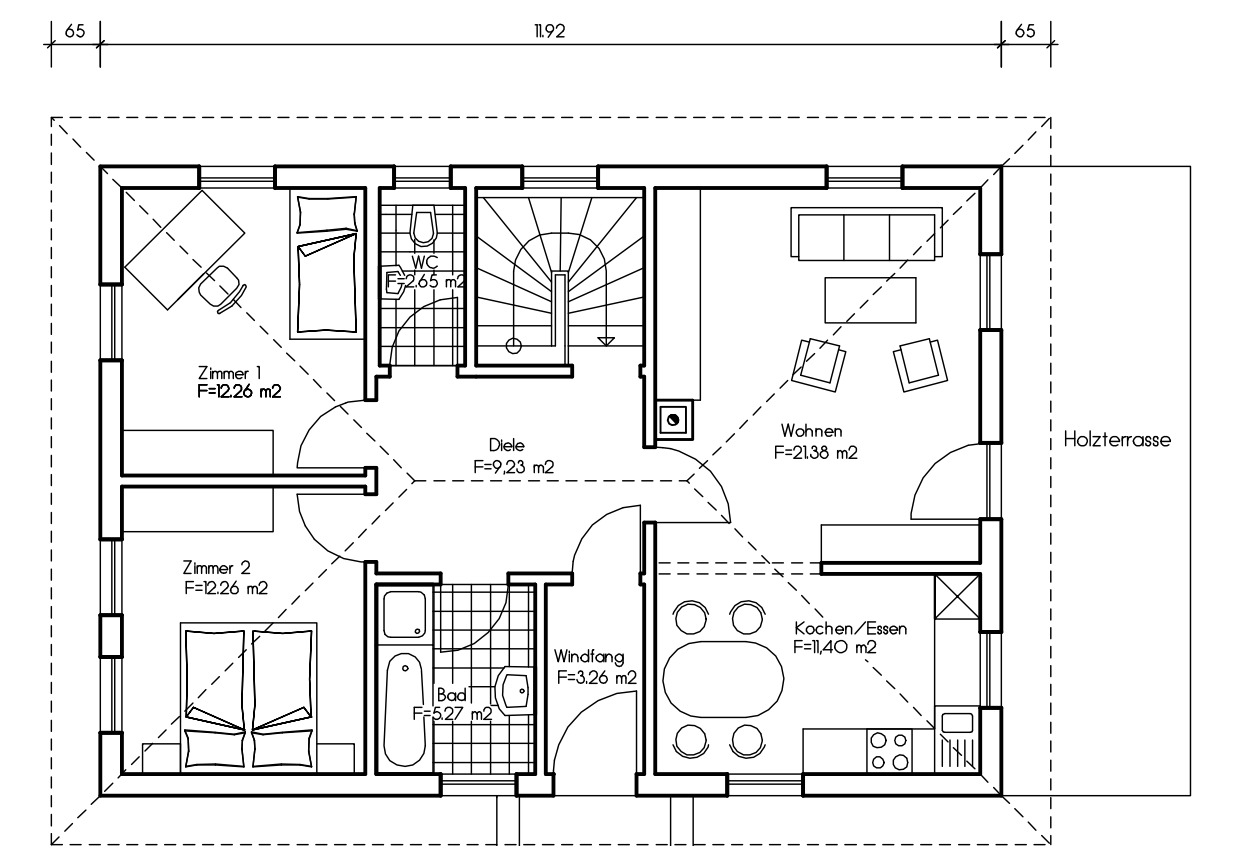 65
11.92
65
WC
F=2.65 m2
Zimmer 1
F=12.26 m2
Wohnen
F=21.38 m2
Holzterrasse
Diele
F=9,23 m2
Zimmer 2
F=12.26 m2
Kochen/Essen
F=11,40 m2
Windfang
F=3.26 m2
Bad
F=5.27 m2